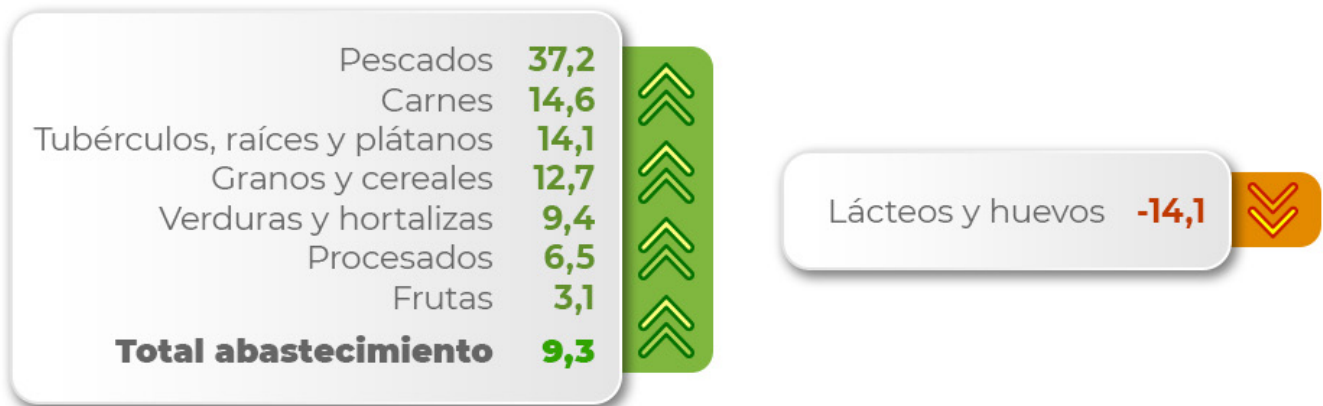 Pescados 37,2
Carnes 14,6
Tubérculos, raíces y plátanos 14,1
Granos y cereales 12,7
Verduras y hortalizas 9,4
Procesados 6,5
Frutas 3,1
Total abastecimiento 9,3
Lácteos y huevos -14,1